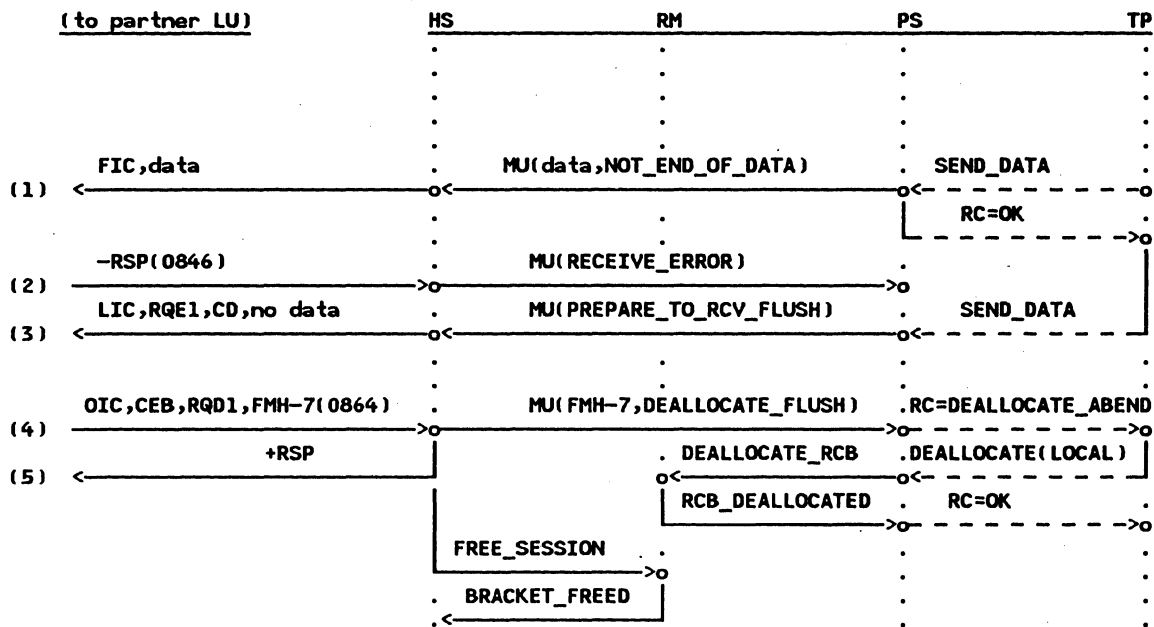 (to partner LU) HS RM PS TP
FIC,data MU(data,NOT_END_OF_DATA) SEND_DATA
(1)
RC=OK
-RSP(0846) MU(RECEIVE_ERROR)
(2)
LIC,RQE1,CD,no data MU(PREPARE_TO_RCV_FLUSH) SEND_DATA
(3)
OIC,CEB,RQD1,FMH-7(0864) MU(FMH-7,DEALLOCATE_FLUSH) RC=DEALLOCATE_ABEND
(4)
+RSP DEALLOCATE_RCB DEALLOCATE(LOCAL)
(5)
RCB_DEALLOCATED RC=OK
FREE_SESSION
BRACKET_FREED